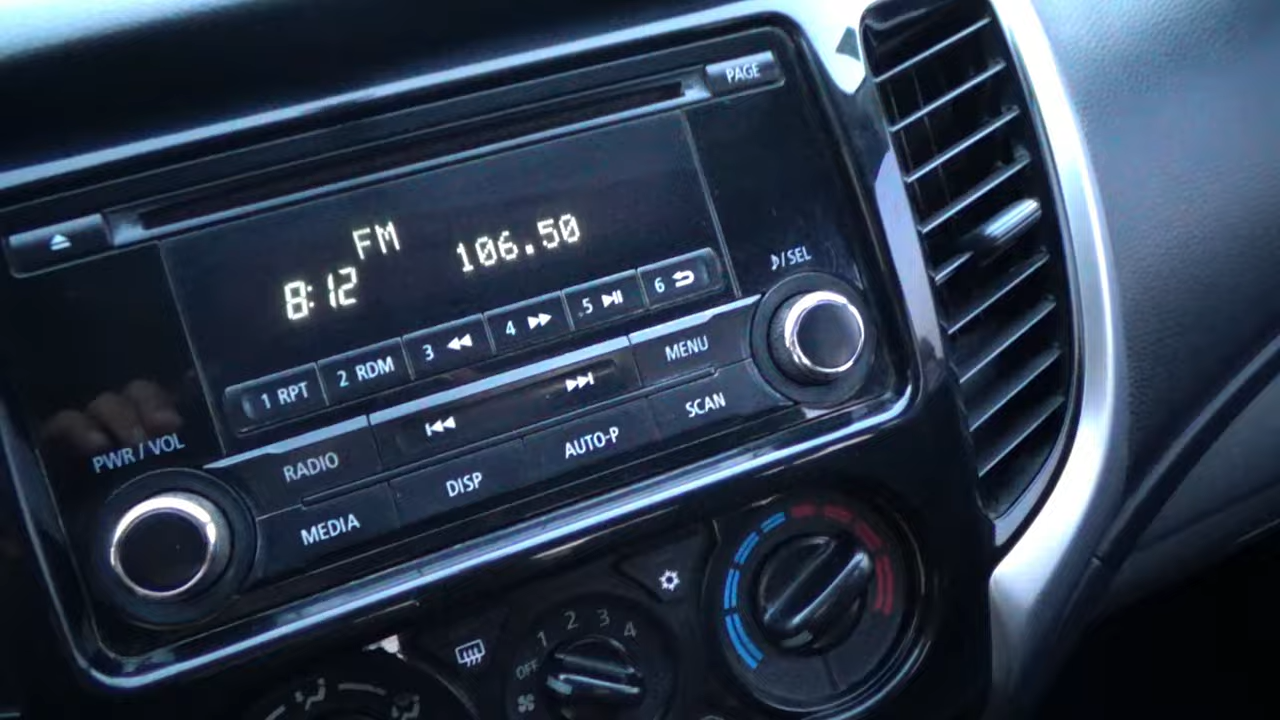 PAGE
FM
8:12 106.50
1 RPT 2 RDM 3 4 5 6
PWR / VOL
/SEL
RADIO MENU
MEDIA DISP AUTO-P SCAN
OFF 1 2 3 4